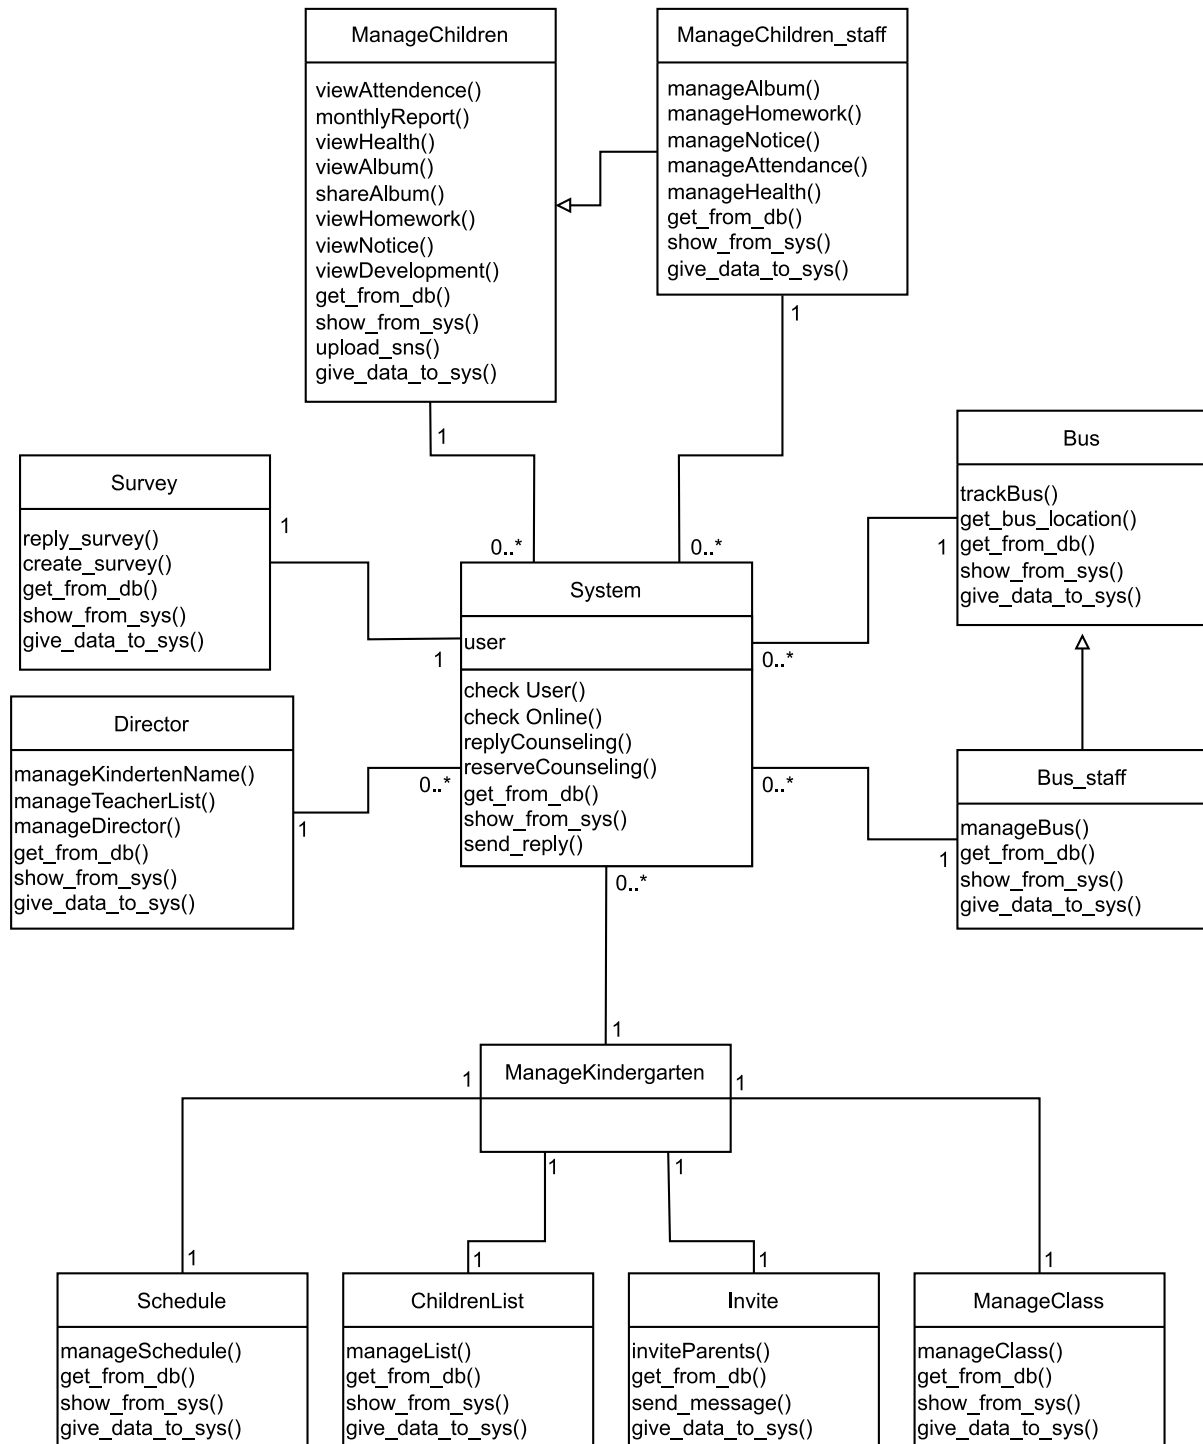 ManageChildren
viewAttendence()
monthlyReport()
viewHealth()
viewAlbum()
shareAlbum()
viewHomework()
viewNotice()
viewDevelopment()
get_from_db()
show_from_sys()
upload_sns()
give_data_to_sys()
1
ManageChildren_staff
manageAlbum()
manageHomework()
manageNotice()
manageAttendance()
manageHealth()
get_from_db()
show_from_sys()
give_data_to_sys()
1
Survey
reply_survey()
create_survey()
get_from_db()
show_from_sys()
give_data_to_sys()
1
0..*
0..*
System
user
check User()
check Online()
replyCounseling()
reserveCounseling()
get_from_db()
show_from_sys()
send_reply()
1
0..*
0..*
0..*
0..*
Bus
trackBus()
get_bus_location()
get_from_db()
show_from_sys()
give_data_to_sys()
1
Director
manageKindertenName()
manageTeacherList()
manageDirector()
get_from_db()
show_from_sys()
give_data_to_sys()
1
Bus_staff
manageBus()
get_from_db()
show_from_sys()
give_data_to_sys()
1
1
ManageKindergarten
1
1
1
1
1
1
1
1
Schedule
manageSchedule()
get_from_db()
show_from_sys()
give_data_to_sys()
ChildrenList
manageList()
get_from_db()
show_from_sys()
give_data_to_sys()
Invite
inviteParents()
get_from_db()
send_message()
give_data_to_sys()
ManageClass
manageClass()
get_from_db()
show_from_sys()
give_data_to_sys()